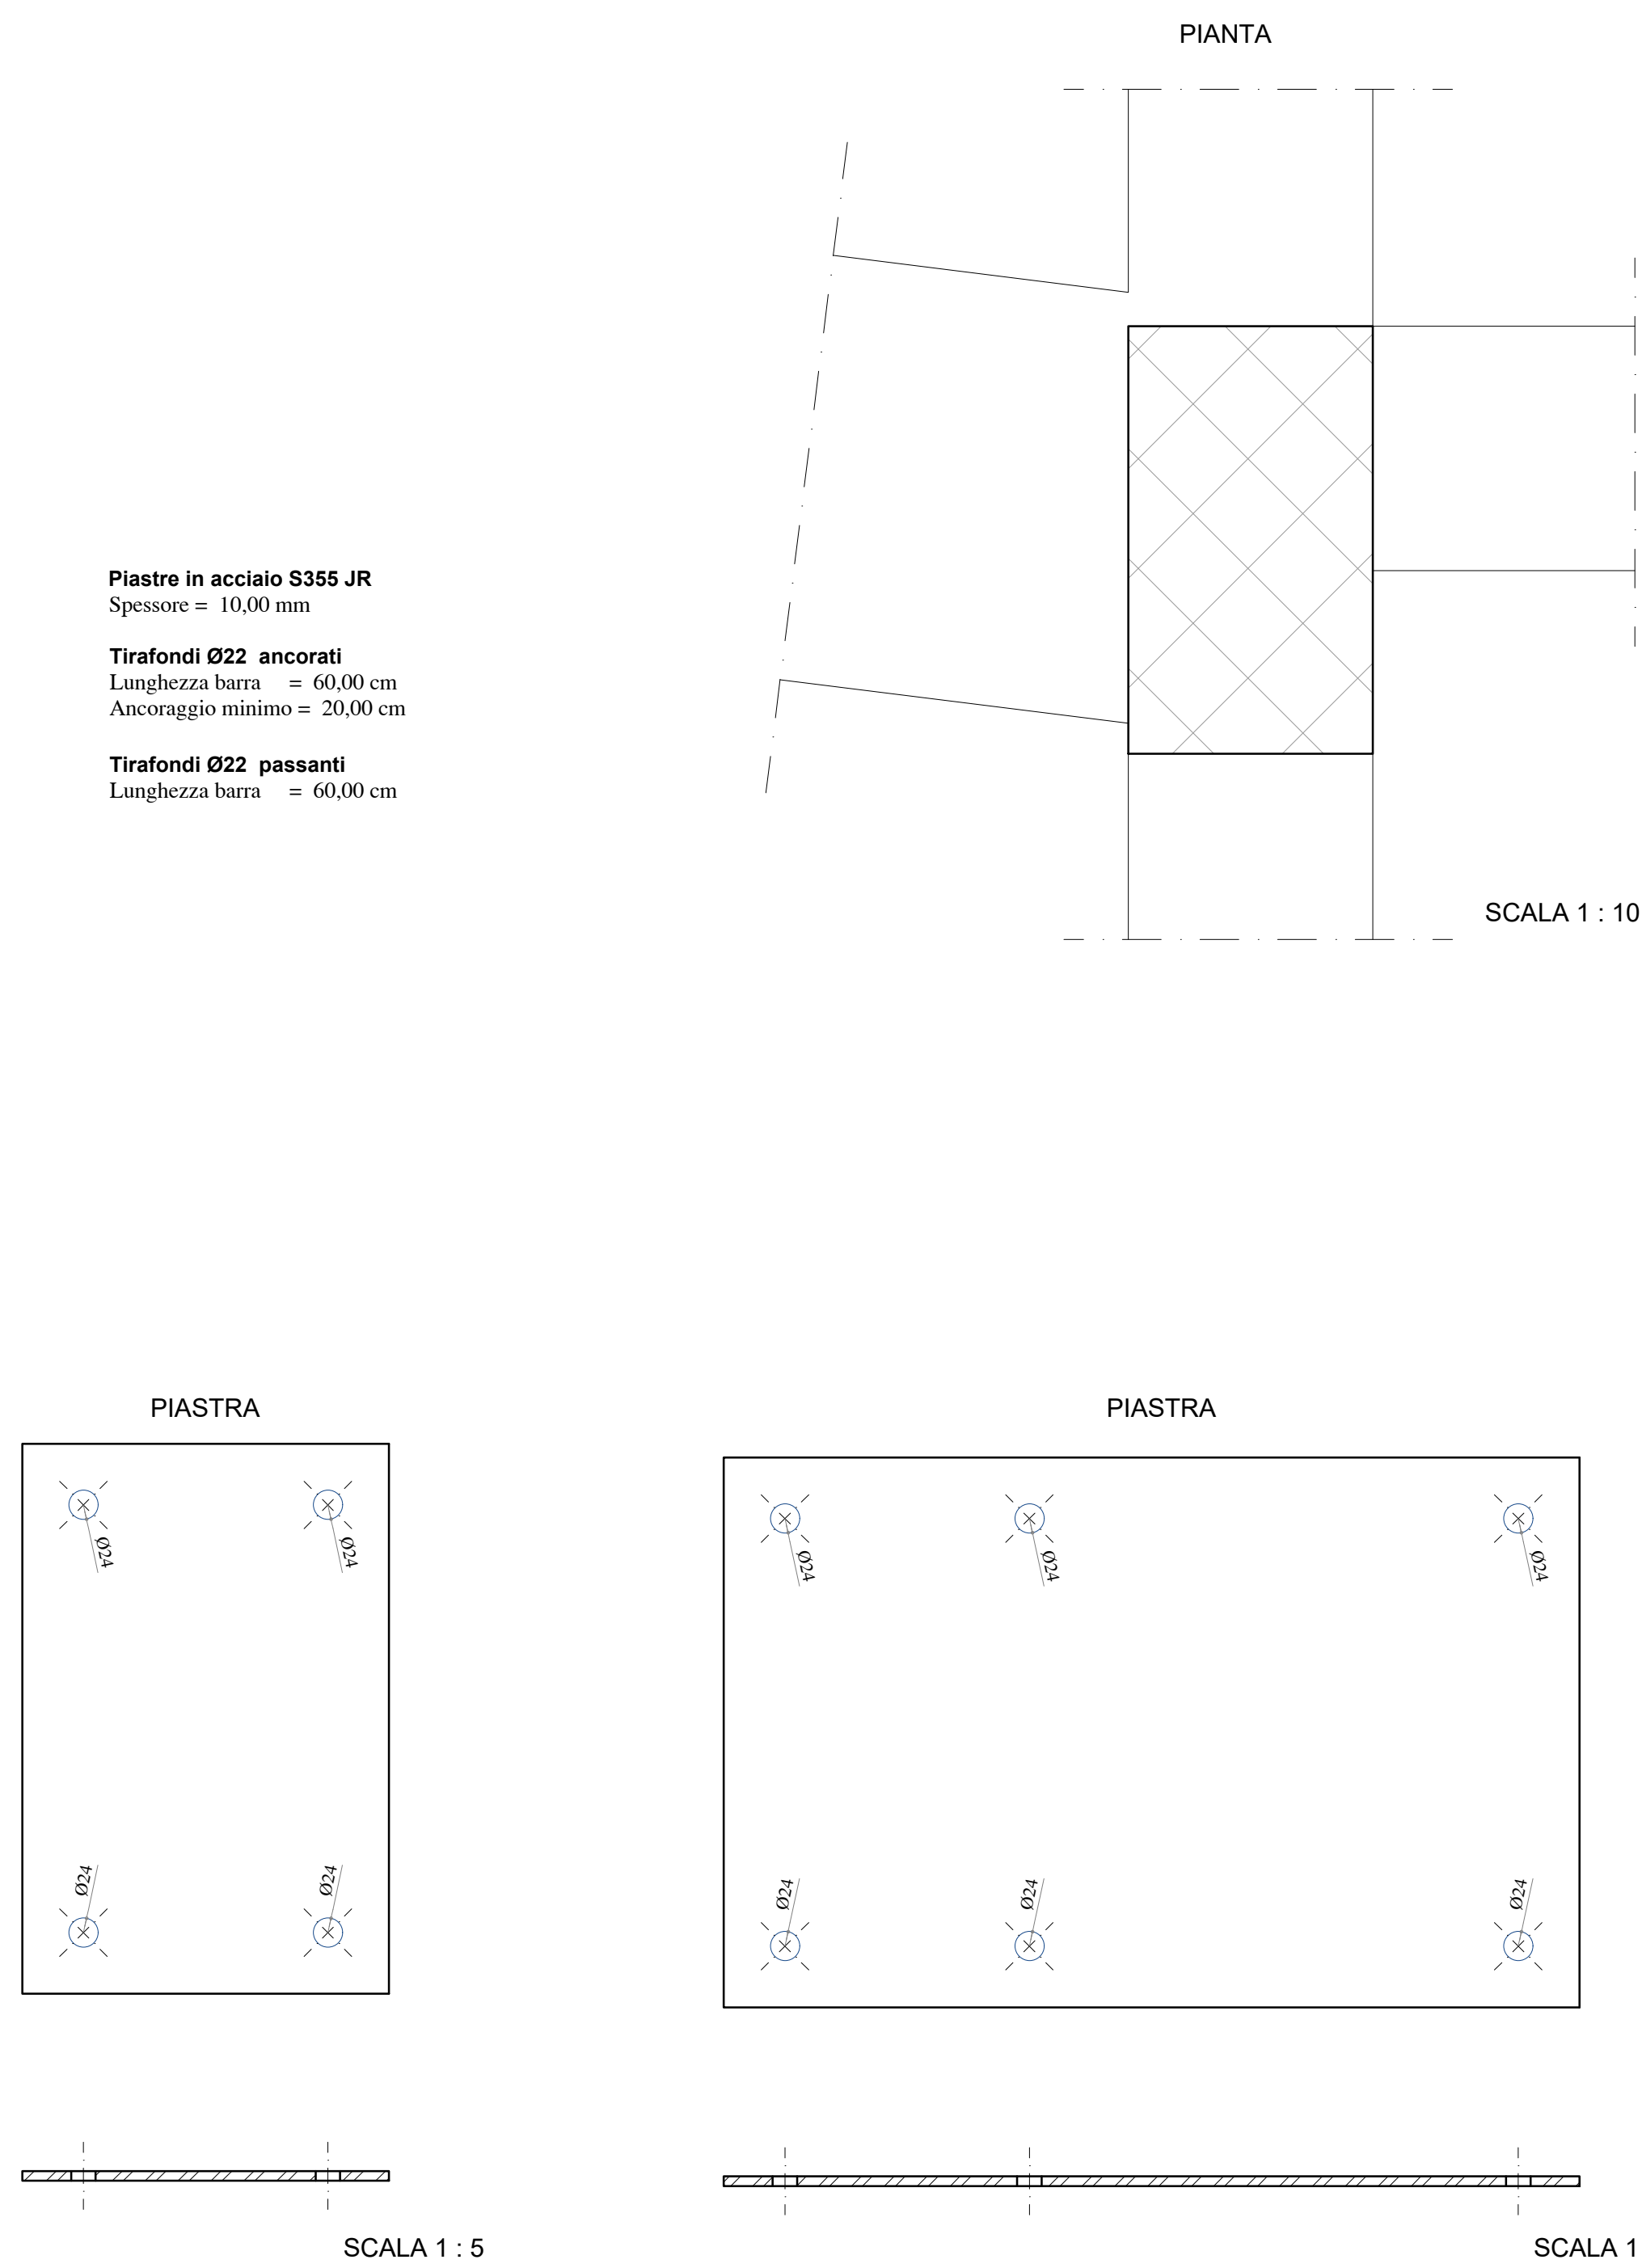 PIANTA
Piastre in acciaio S355 JR
Spessore = 10,00 mm
Tirafondi Ø22 ancorati
Lunghezza barra = 60,00 cm
Ancoraggio minimo = 20,00 cm
Tirafondi Ø22 passanti
Lunghezza barra = 60,00 cm
SCALA 1 : 10
PIASTRA
PIASTRA
Ø24
Ø24
Ø24
Ø24
Ø24
Ø24
Ø24
Ø24
Ø24
Ø24
SCALA 1 : 5
SCALA 1